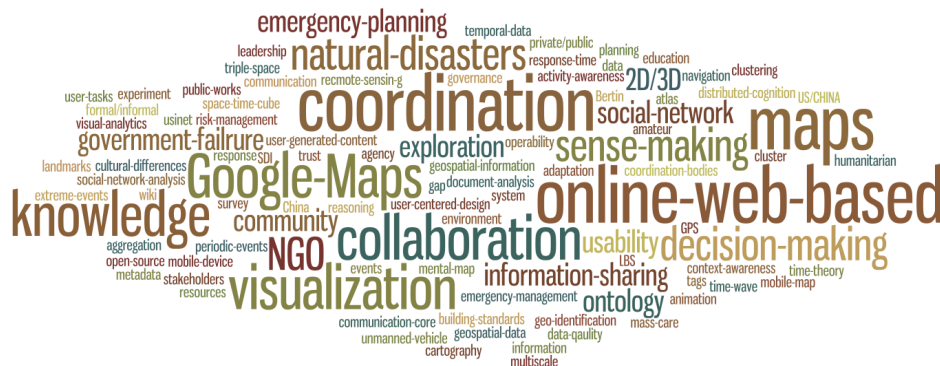 emergency-planning
temporal-data
leadership
natural-disasters
private/public
planning
response-time
data
education
triple-space
communication
recmote-sensin-g
governance
activity-awareness
2D/3D
navigation
clustering
user-tasks
experiment
public-works
coordination
Bertin
atlas
distributed-cognition
US/CHINA
formal/informal
space-time-cube
social-network
maps
visual-analytics
usinet
risk-management
amateur
government-failrure
user-generated-content
exploration
operability
sense-making
landmarks
cultural-differences
response
SDI
trust
agency
geospatial-information
cluster
humanitarian
social-network-analysis
Google-Maps
gap
document-analysis
adaptation
coordination-bodies
extreme-events
wiki
survey
China
reasoning
user-centered-design
system
online-web-based
knowledge
community
environment
GPS
aggregation
periodic-events
NGO
collaboration
usability
decision-making
open-source
mobile-device
LBS
metadata
stakeholders
events
mental-map
information-sharing
context-awareness
time-theory
resources
visualization
emergency-management
ontology
tags
time-wave
mobile-map
animation
communication-core
building-standards
geo-identification
mass-care
unmanned-vehicle
geospatial-data
data-qaulity
cartography
information
multiscale